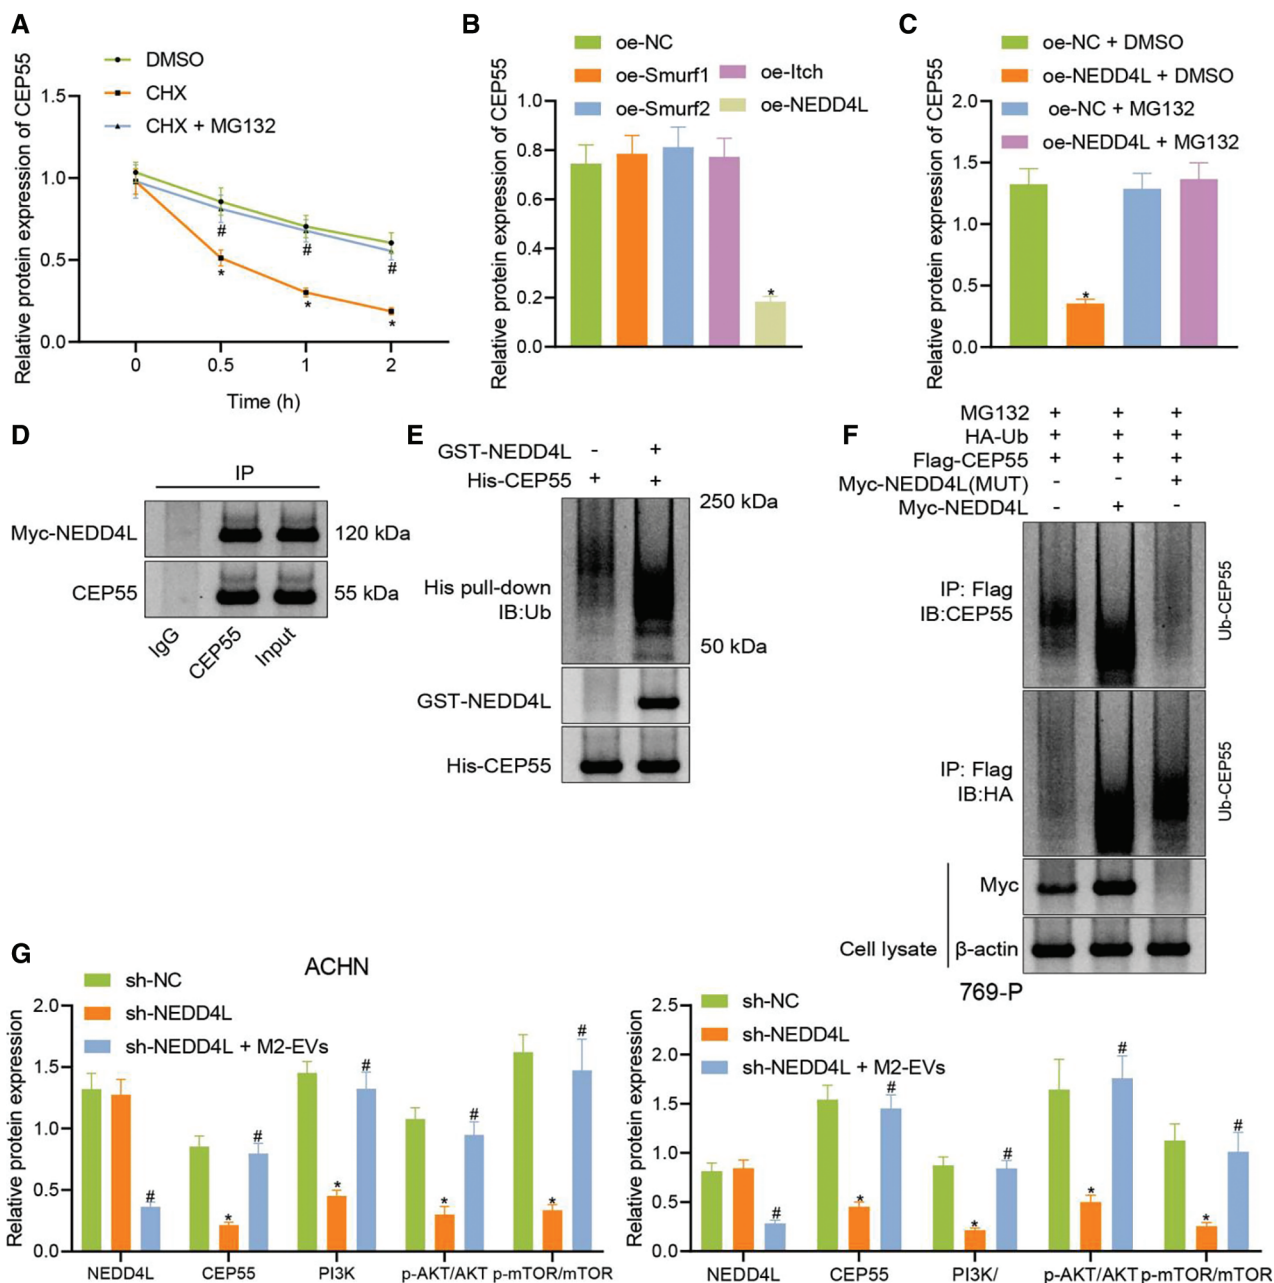 A
DMSO
CHX
CHX + MG132
Relative protein expression of CEP55
1.5
1.0
0.5
0.0
#
#
#
*
*
*
0
0.5
1
2
Time (h)
B
oe-NC
oe-Smurf1
oe-Smurf2
oe-Itch
oe-NEDD4L
Relative protein expression of CEP55
1.0
0.8
0.6
0.4
0.2
0.0
*
C
oe-NC + DMSO
oe-NEDD4L + DMSO
oe-NC + MG132
oe-NEDD4L + MG132
Relative protein expression of CEP55
2.0
1.5
1.0
0.5
0.0
*
D
IP
Myc-NEDD4L
120 kDa
CEP55
55 kDa
IgG
CEP55
Input
E
GST-NEDD4L - +
His-CEP55 + +
250 kDa
His pull-down
IB:Ub
50 kDa
GST-NEDD4L
His-CEP55
F
MG132 + + +
HA-Ub + + +
Flag-CEP55 + + +
Myc-NEDD4L(MUT) - - +
Myc-NEDD4L - + -
IP: Flag
IB:CEP55
Ub-CEP55
IP: Flag
IB:HA
Ub-CEP55
Myc
Cell lysate
β-actin
G
ACHN
sh-NC
sh-NEDD4L
sh-NEDD4L + M2-EVs
Relative protein expression
2.0
1.5
1.0
0.5
0.0
#
*
#
*
#
*
#
*
#
NEDD4L
CEP55
PI3K
p-AKT/AKT
p-mTOR/mTOR
769-P
sh-NC
sh-NEDD4L
sh-NEDD4L + M2-EVs
Relative protein expression
2.5
2.0
1.5
1.0
0.5
0.0
#
*
#
*
#
*
#
*
#
NEDD4L
CEP55
PI3K/
p-AKT/AKT
p-mTOR/mTOR